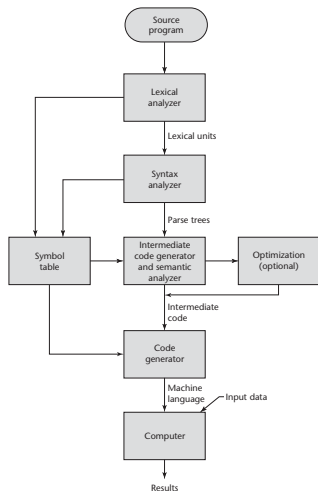 Source
program
Lexical
analyzer
Lexical units
Syntax
analyzer
Parse trees
Symbol
table
Intermediate
code generator
and semantic
analyzer
Optimization
(optional)
Intermediate
code
Code
generator
Machine
language
Input data
Computer
Results